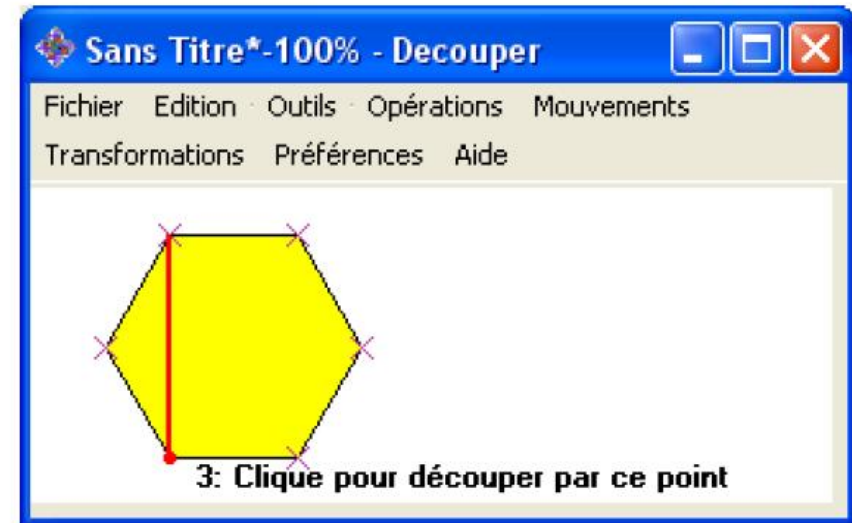 Sans Titre*-100% - Decouper
Fichier Edition Outils Opérations Mouvements
Transformations Préférences Aide
3: Clique pour découper par ce point